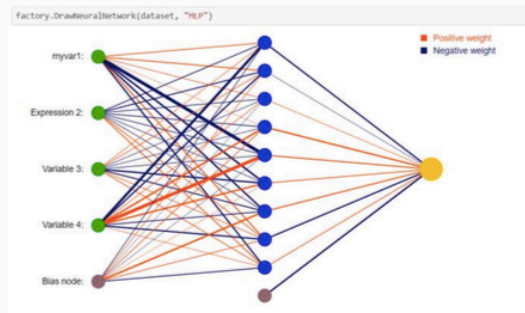 factory.DrawNeuralNetwork(dataset, "MLP")
Positive weight
Negative weight
myvar1:
Expression 2:
Variable 3:
Variable 4:
Bias node: